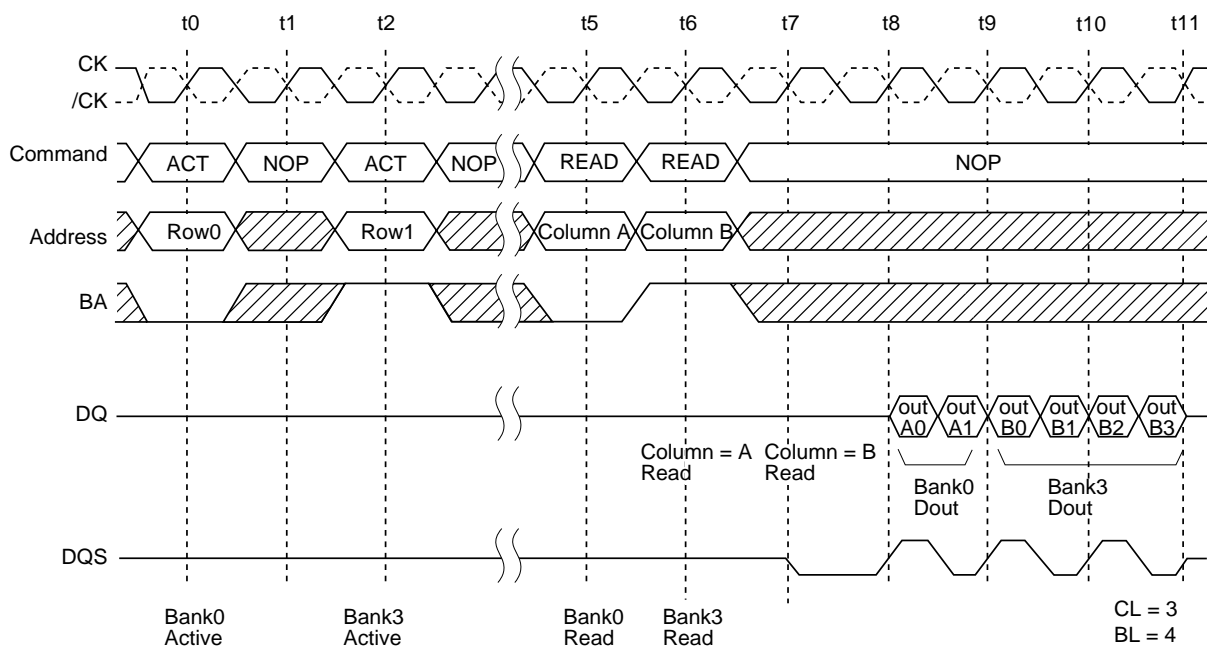 t0 t1 t2 t5 t6 t7 t8 t9 t10 t11
CK
/CK
Command ACT NOP ACT NOP READ READ NOP
Address Row0 Row1 Column A Column B
BA
DQ out out out out out out
A0 A1 B0 B1 B2 B3
Column = A Column = B
Read Read
Bank0 Bank3
Dout Dout
DQS
Bank0 Bank3 Bank0 Bank3
Active Active Read Read
CL = 3
BL = 4